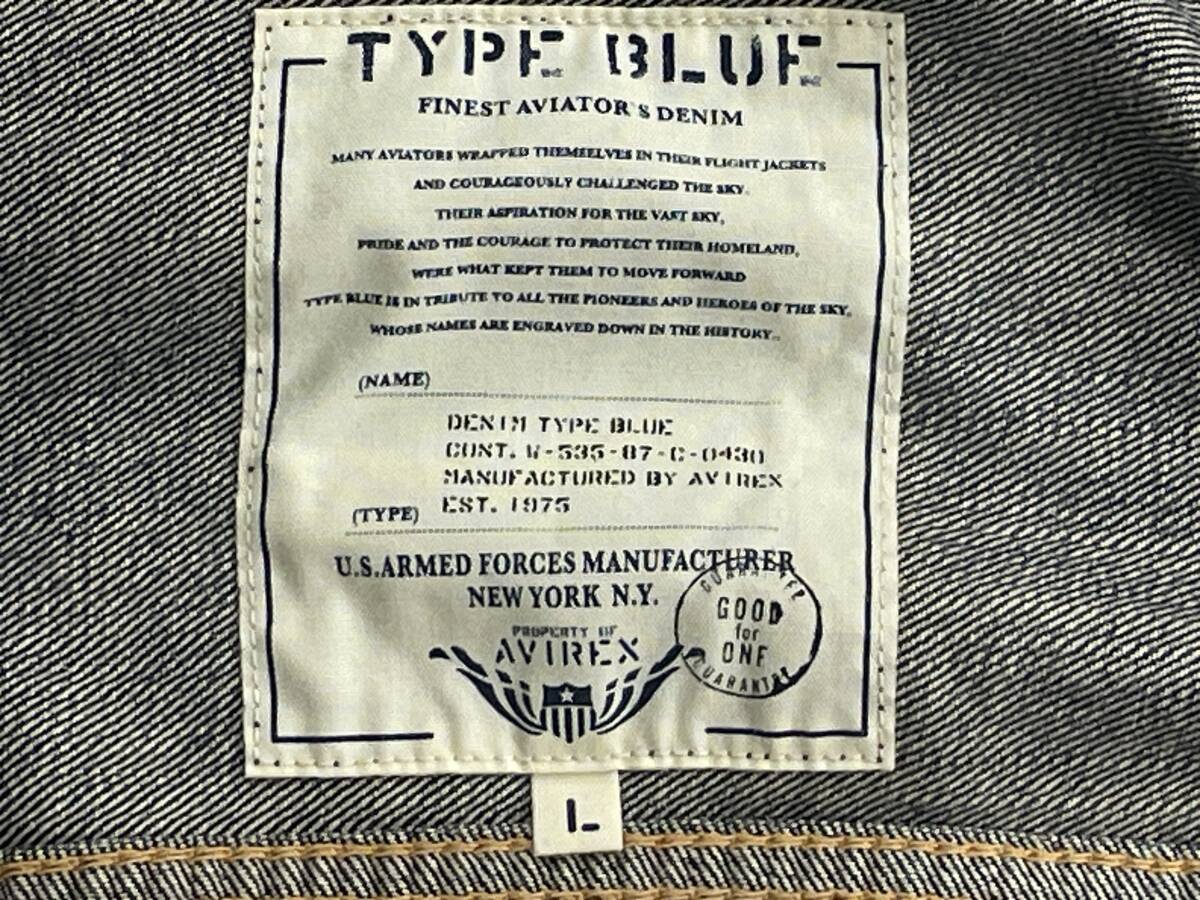 TYPE BLUE
FINEST AVIATOR'S DENIM
MANY AVIATORS WRAPPED THEMSELVES IN THEIR FLIGHT JACKETS
AND COURAGEOUSLY CHALLENGED THE SKY.
THEIR ASPIRATION FOR THE VAST SKY,
PRIDE AND THE COURAGE TO PROTECT THEIR HOMELAND,
WERE WHAT KEPT THEM TO MOVE FORWARD
TYPE BLUE IS IN TRIBUTE TO ALL THE PIONEERS AND HEROES OF THE SKY,
WHOSE NAMES ARE ENGRAVED DOWN IN THE HISTORY..
(NAME)
DENIM TYPE BLUE
CONT. W-535-87-C-0430
MANUFACTURED BY AVIREX
(TYPE) EST. 1975
U.S.ARMED FORCES MANUFACTURER
NEW YORK N.Y.
PROPERTY OF
AVIREX
GUARANTEE
GOOD
for
ONE
GUARANTEE
L